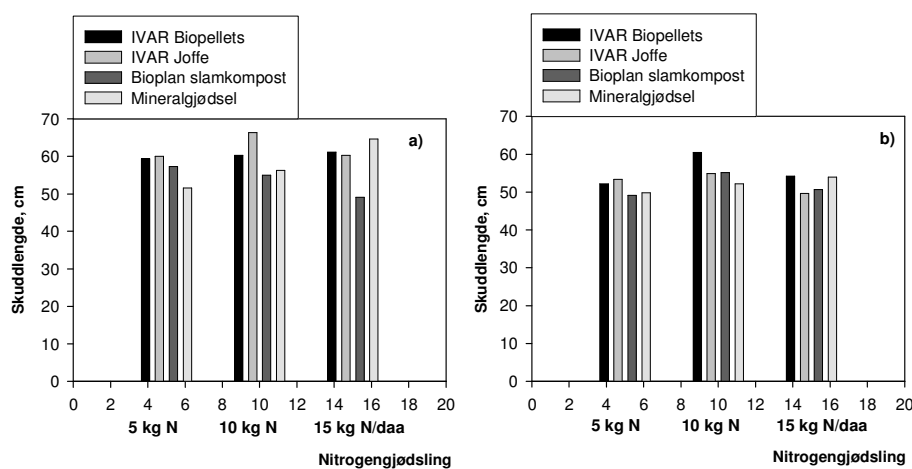 IVAR Biopellets
IVAR Joffe
Bioplan slamkompost
Mineralgjødsel
a)
Skuddlengde, cm
70
60
50
40
30
20
10
0
0 2 4 6 8 10 12 14 16 18 20
5 kg N 10 kg N 15 kg N/daa
Nitrogengjødsling
IVAR Biopellets
IVAR Joffe
Bioplan slamkompost
Mineralgjødsel
b)
Skuddlengde, cm
70
60
50
40
30
20
10
0
0 2 4 6 8 10 12 14 16 18 20
5 kg N 10 kg N 15 kg N/daa
Nitrogengjødsling